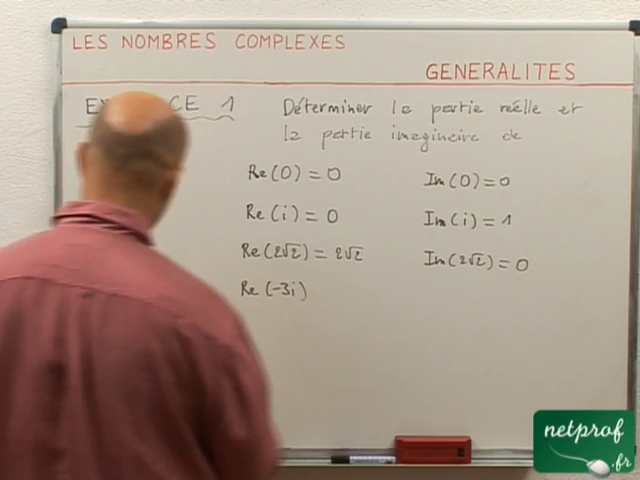 LES NOMBRES COMPLEXES
GENERALITES
EX CE 1 Déterminer la partie réelle et
la partie imaginaire de
Re(0) = 0 Im(0) = 0
Re(i) = 0 Im(i) = 1
Re(2√2) = 2√2 Im(2√2) = 0
Re(-3i)
netprof
.fr